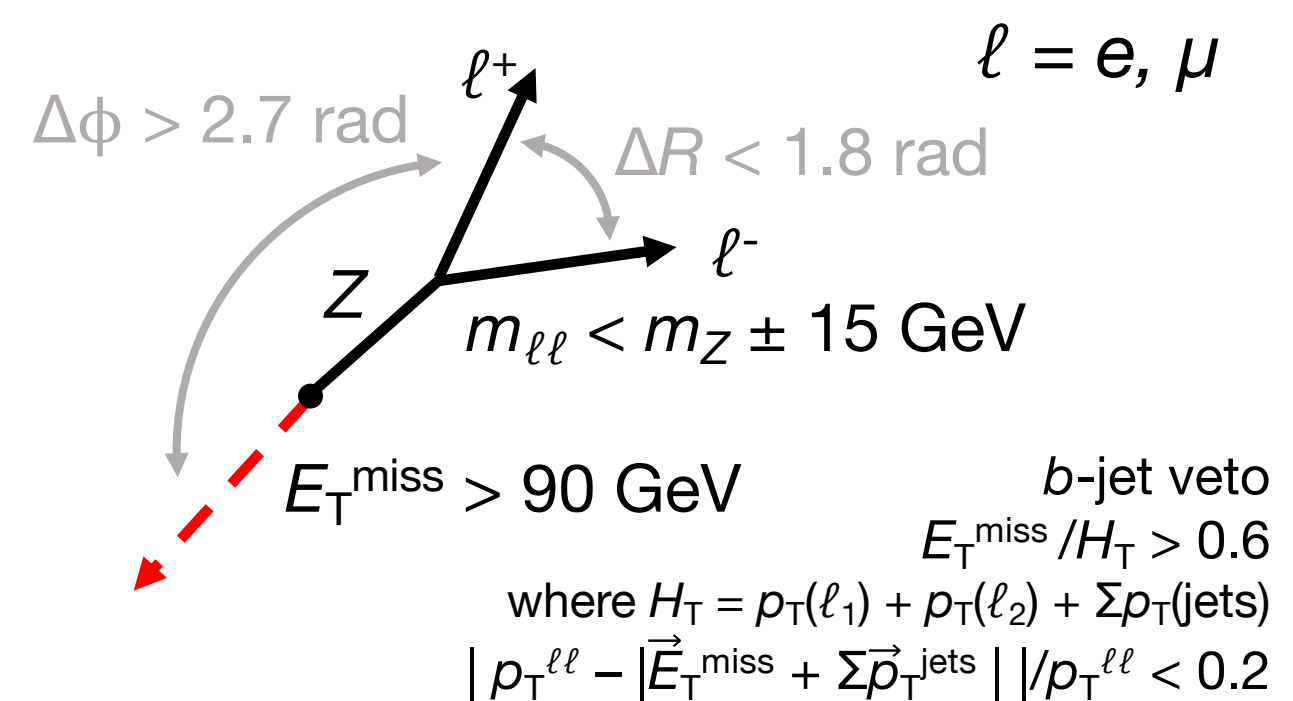 ℓ = e, μ
ℓ+
Δϕ > 2.7 rad
ΔR < 1.8 rad
ℓ-
Z
mℓℓ < mZ ± 15 GeV
ETmiss > 90 GeV
b-jet veto
ETmiss /HT > 0.6
where HT = pT(ℓ1) + pT(ℓ2) + ΣpT(jets)
| pTℓℓ – |E⃗Tmiss + Σp⃗Tjets | |/pTℓℓ < 0.2